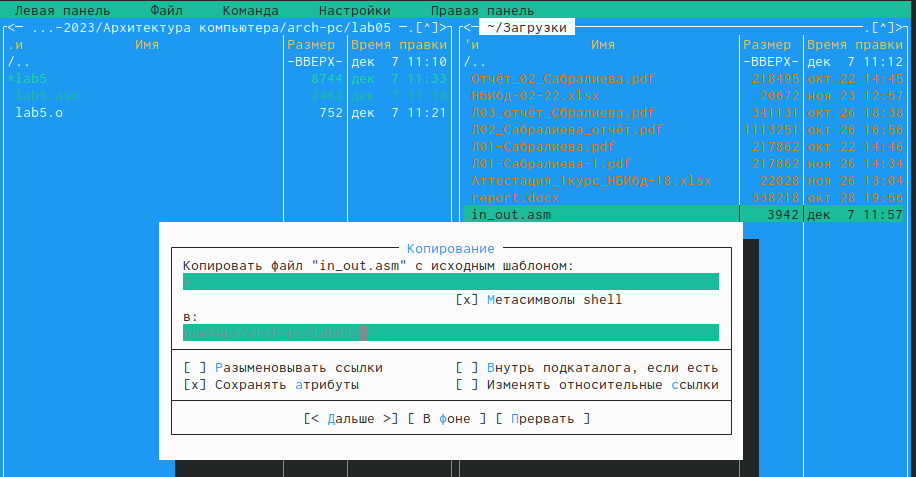 Левая панель Файл Команда Настройки Правая панель
<─ ...-2023/Архитектура компьютера/arch-pc/lab05 ─.[^]>
.и Имя Размер Время правки
/.. -ВВЕРХ- дек 7 11:10
*lab5 8744 дек 7 11:33
lab5.asm дек 7
lab5.o 752 дек 7 11:21
<─ ~/Загрузки ─.[^]>
'и Имя Размер Время правки
/.. -ВВЕРХ- дек 7 11:12
Отчёт_02_Сабралиева.pdf 218495 окт 22 14:45
НБИбд-02-22.xlsx 20672 ноя 23 12:57
Л03_отчёт_Сбралиева.pdf 341131 окт 26 18:38
Л02_Сабралиева_отчёт.pdf 1113251 окт 26 16:56
Л01-Сабралиева.pdf 217862 окт 22 14:46
Л01-Сабралиева-1.pdf 217862 ноя 26 14:34
Аттестация_1курс_НБИбд-18.xlsx 22028 ноя 26 13:04
report.docx 338218 окт 28 19:56
in_out.asm 3942 дек 7 11:57
Копирование
Копировать файл "in_out.asm" с исходным шаблоном:
[x] Метасимволы shell
в:
ьютера/arch-pc/lab05/
[ ] Разыменовывать ссылки [ ] Внутрь подкаталога, если есть
[x] Сохранять атрибуты [ ] Изменять относительные ссылки
[< Дальше >] [ В фоне ] [ Прервать ]